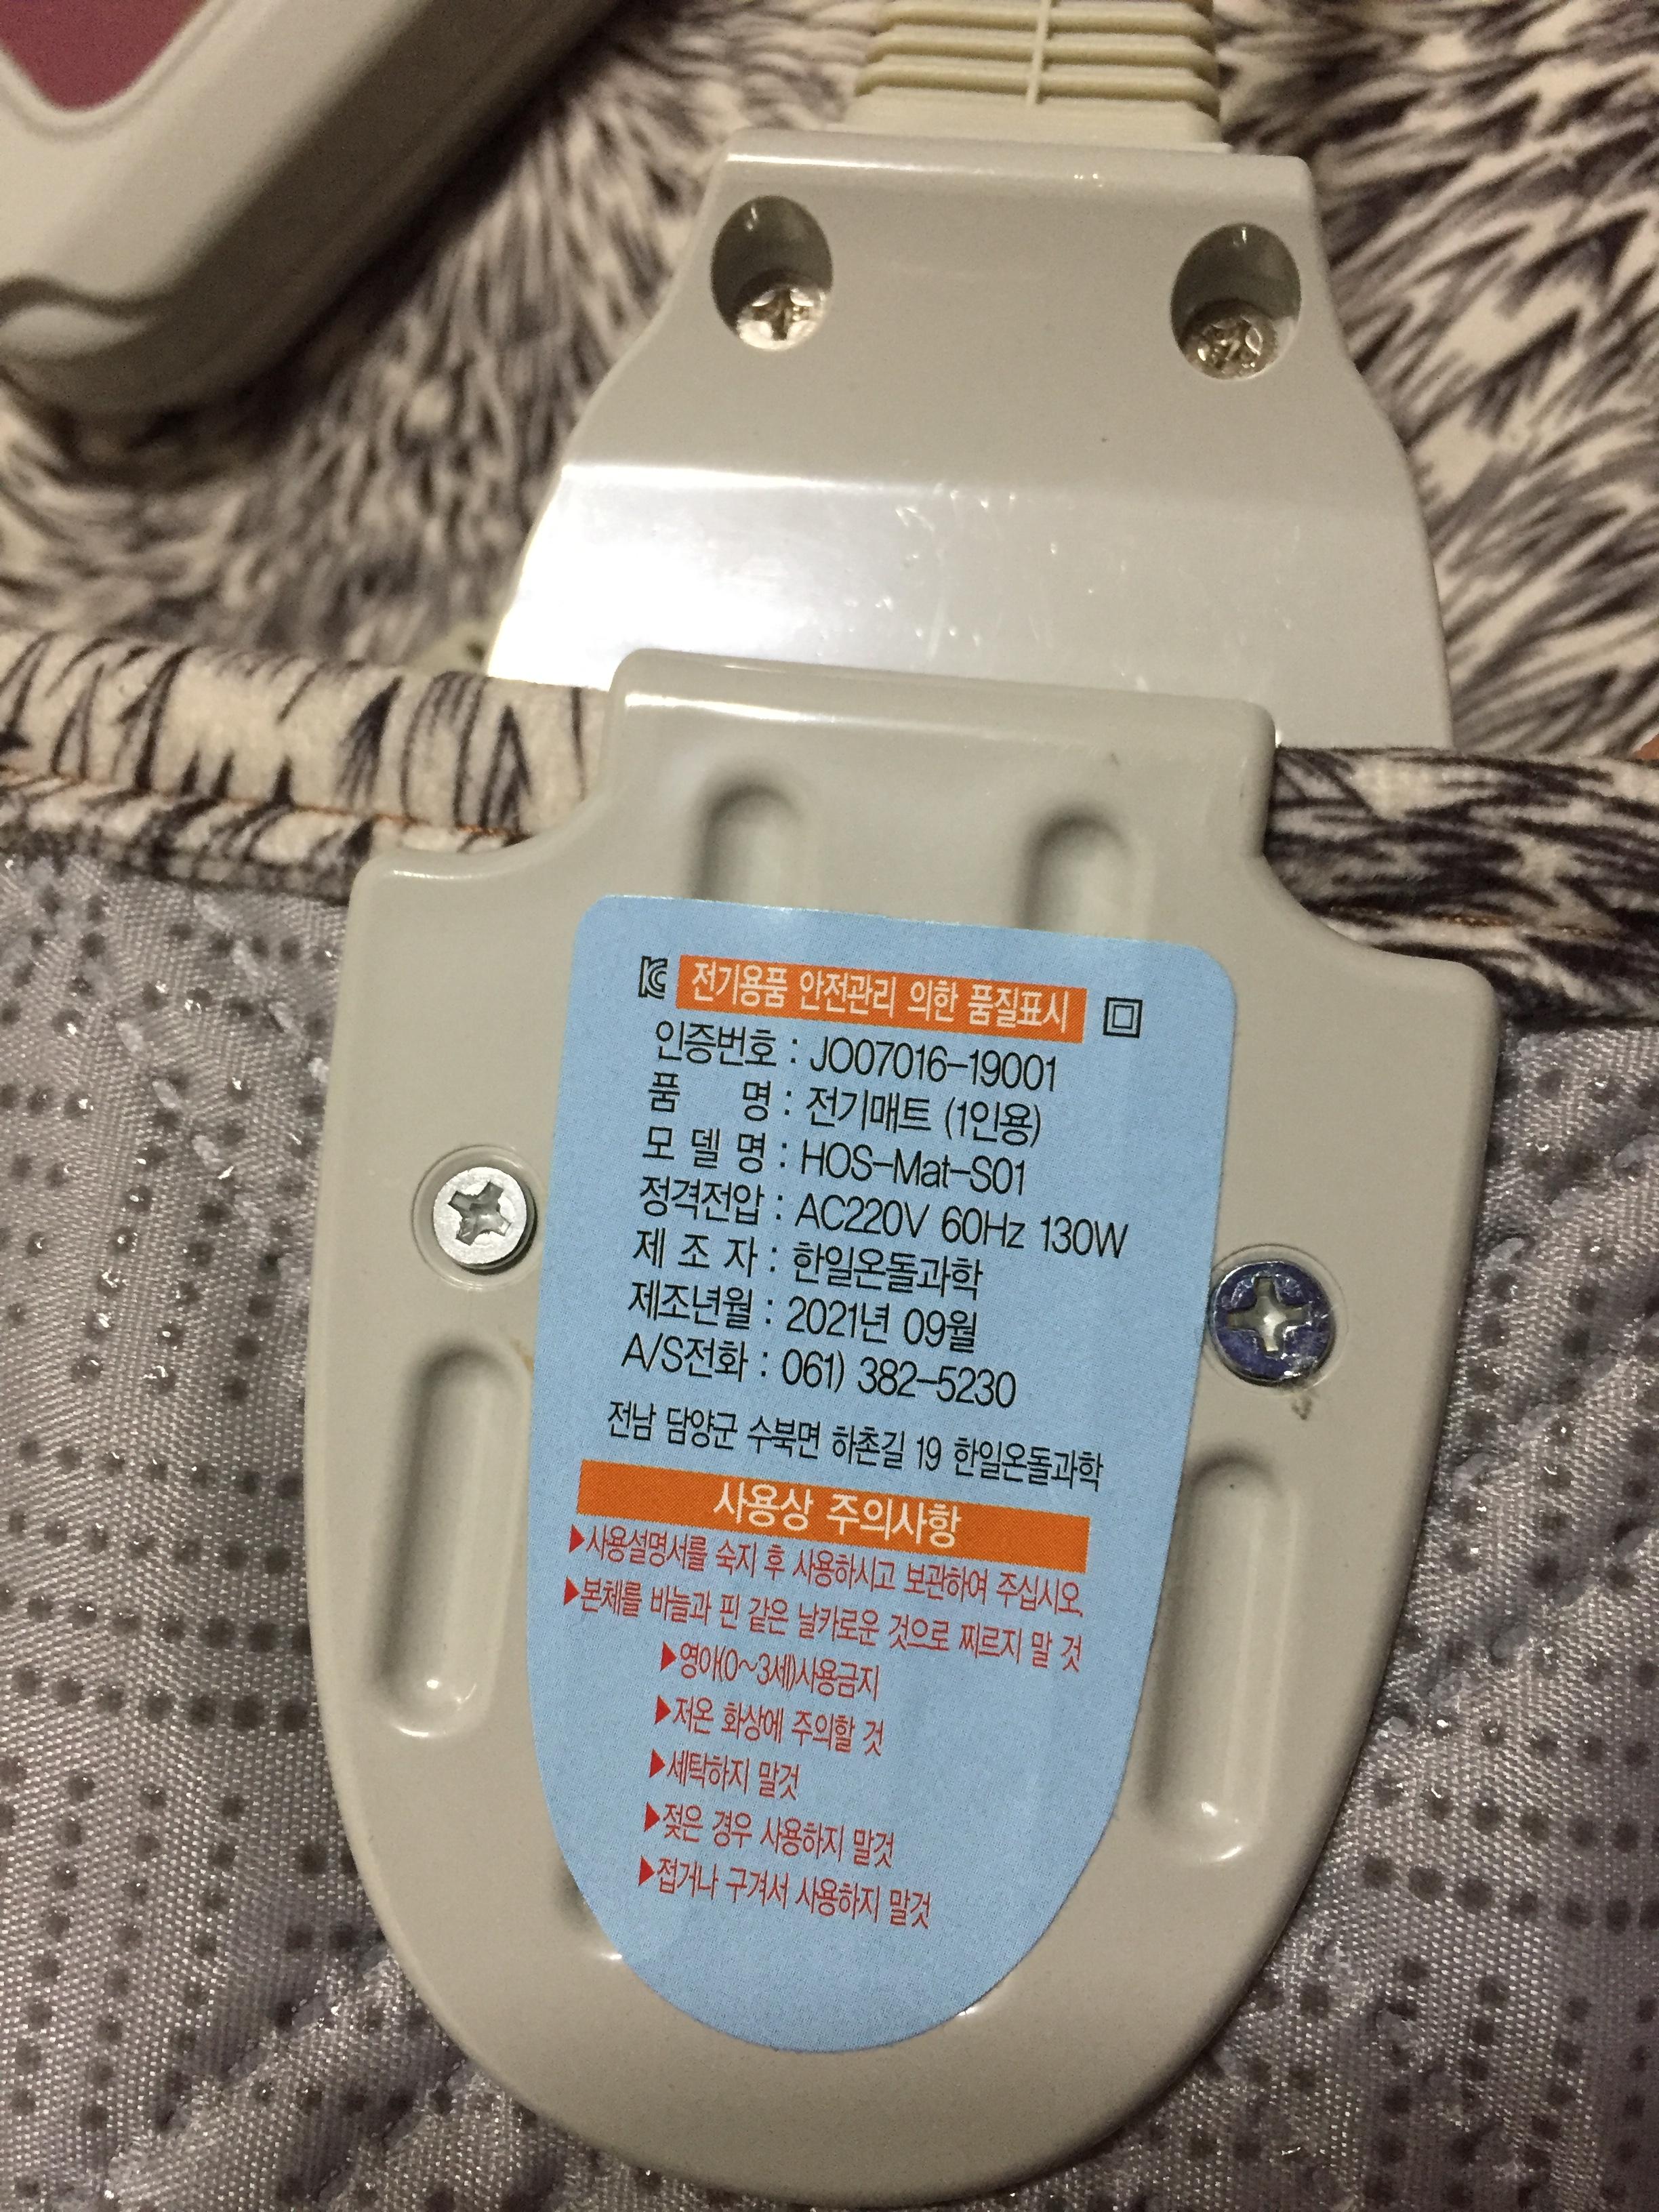 전기용품 안전관리 의한 품질표시
인증번호 : JO07016-19001
품 명 : 전기매트 (1인용)
모 델 명 : HOS-Mat-S01
정격전압 : AC220V 60Hz 130W
제 조 자 : 한일온돌과학
제조년월 : 2021년 09월
A/S전화 : 061) 382-5230
전남 담양군 수북면 하촌길 19 한일온돌과학
사용상 주의사항
▶사용설명서를 숙지 후 사용하시고 보관하여 주십시오.
▶본체를 바늘과 핀 같은 날카로운 것으로 찌르지 말 것
▶영아(0~3세)사용금지
▶저온 화상에 주의할 것
▶세탁하지 말것
▶젖은 경우 사용하지 말것
▶접거나 구겨서 사용하지 말것